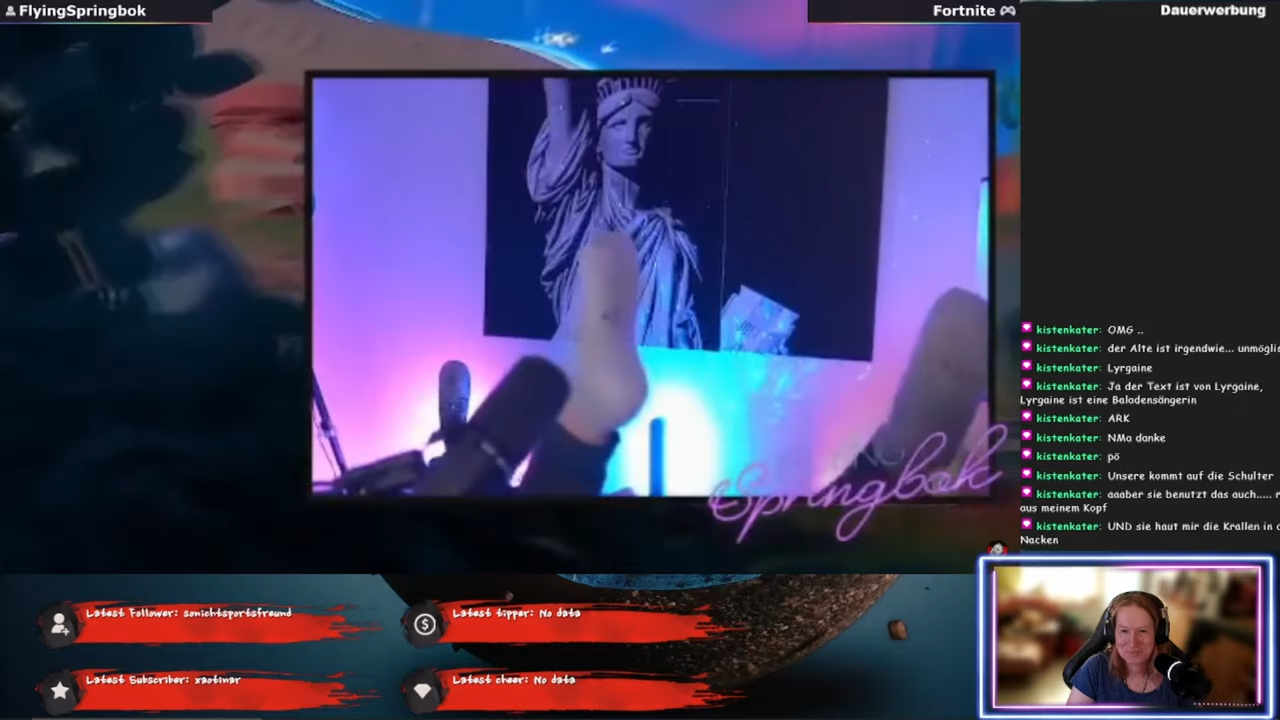 FlyingSpringbok
Fortnite
Dauerwerbung
kistenkater: OMG ..
kistenkater: der Alte ist irgendwie...
kistenkater: Lyrgaine
kistenkater: Ja der Text ist von Lyrgaine,
Lyrgaine ist eine Baladensängerin
kistenkater: ARK
kistenkater: NMa danke
kistenkater: pö
kistenkater: Unsere kommt auf die Schulter
kistenkater: aaaber sie benutzt das auch.....
aus meinem Kopf
kistenkater: UND sie haut mir die Krallen in
Nacken
Springbok
Latest Follower: sonichtsportsfreund
Latest tipper: No data
Latest Subscriber: xaotinar
Latest cheer: No data